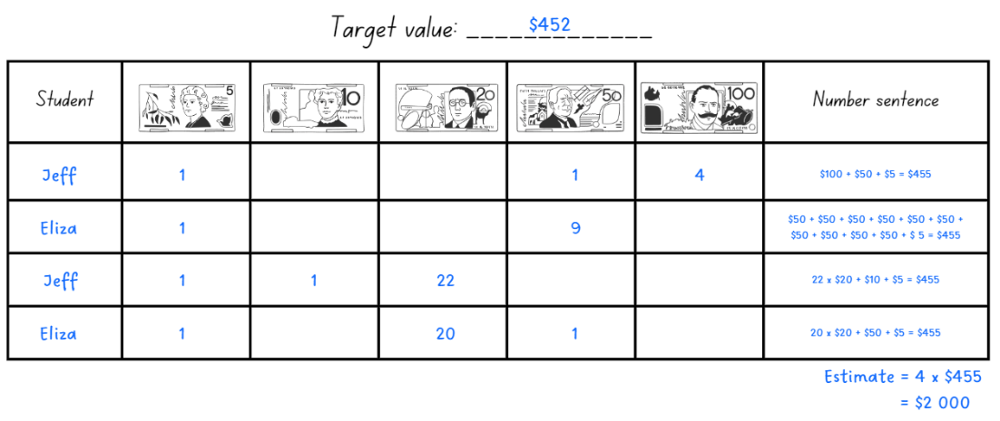 Target value: _____________ $452
Student 5 10 20 50 100 Number sentence
Jeff 1 1 4 $100 + $50 + $5 = $455
Eliza 1 9 $50 + $50 + $50 + $50 + $50 + $50 +
$50 + $50 + $50 + $50 + $ 5 = $455
Jeff 1 1 22 22 x $20 + $10 + $5 = $455
Eliza 1 20 1 20 x $20 + $50 + $5 = $455
Estimate = 4 x $455
= $2 000